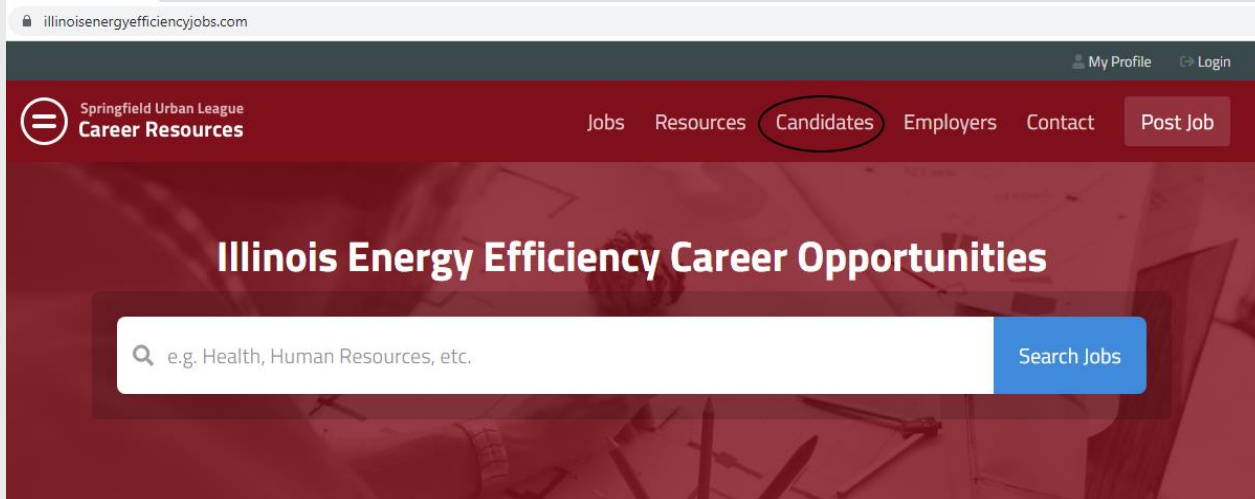 illinoisenergyefficiencyjobs.com
My Profile Login
Springfield Urban League
Career Resources
Jobs Resources Candidates Employers Contact Post Job
Illinois Energy Efficiency Career Opportunities
e.g. Health, Human Resources, etc. Search Jobs